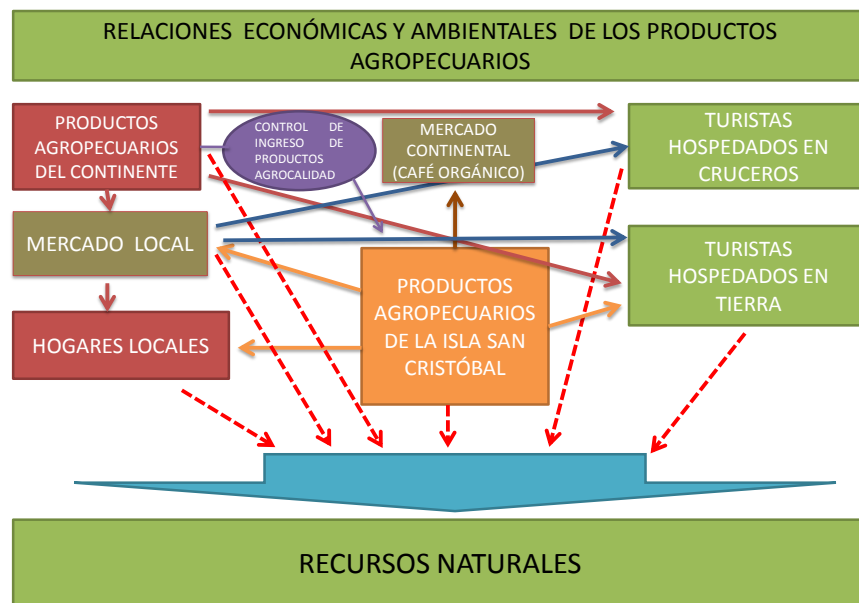 RELACIONES ECONÓMICAS Y AMBIENTALES DE LOS PRODUCTOS
AGROPECUARIOS
PRODUCTOS
AGROPECUARIOS
DEL CONTINENTE
CONTROL DE
INGRESO DE
PRODUCTOS
AGROCALIDAD
MERCADO
CONTINENTAL
(CAFÉ ORGÁNICO)
TURISTAS
HOSPEDADOS EN
CRUCEROS
MERCADO LOCAL
PRODUCTOS
AGROPECUARIOS
DE LA ISLA SAN
CRISTÓBAL
TURISTAS
HOSPEDADOS EN
TIERRA
HOGARES LOCALES
RECURSOS NATURALES